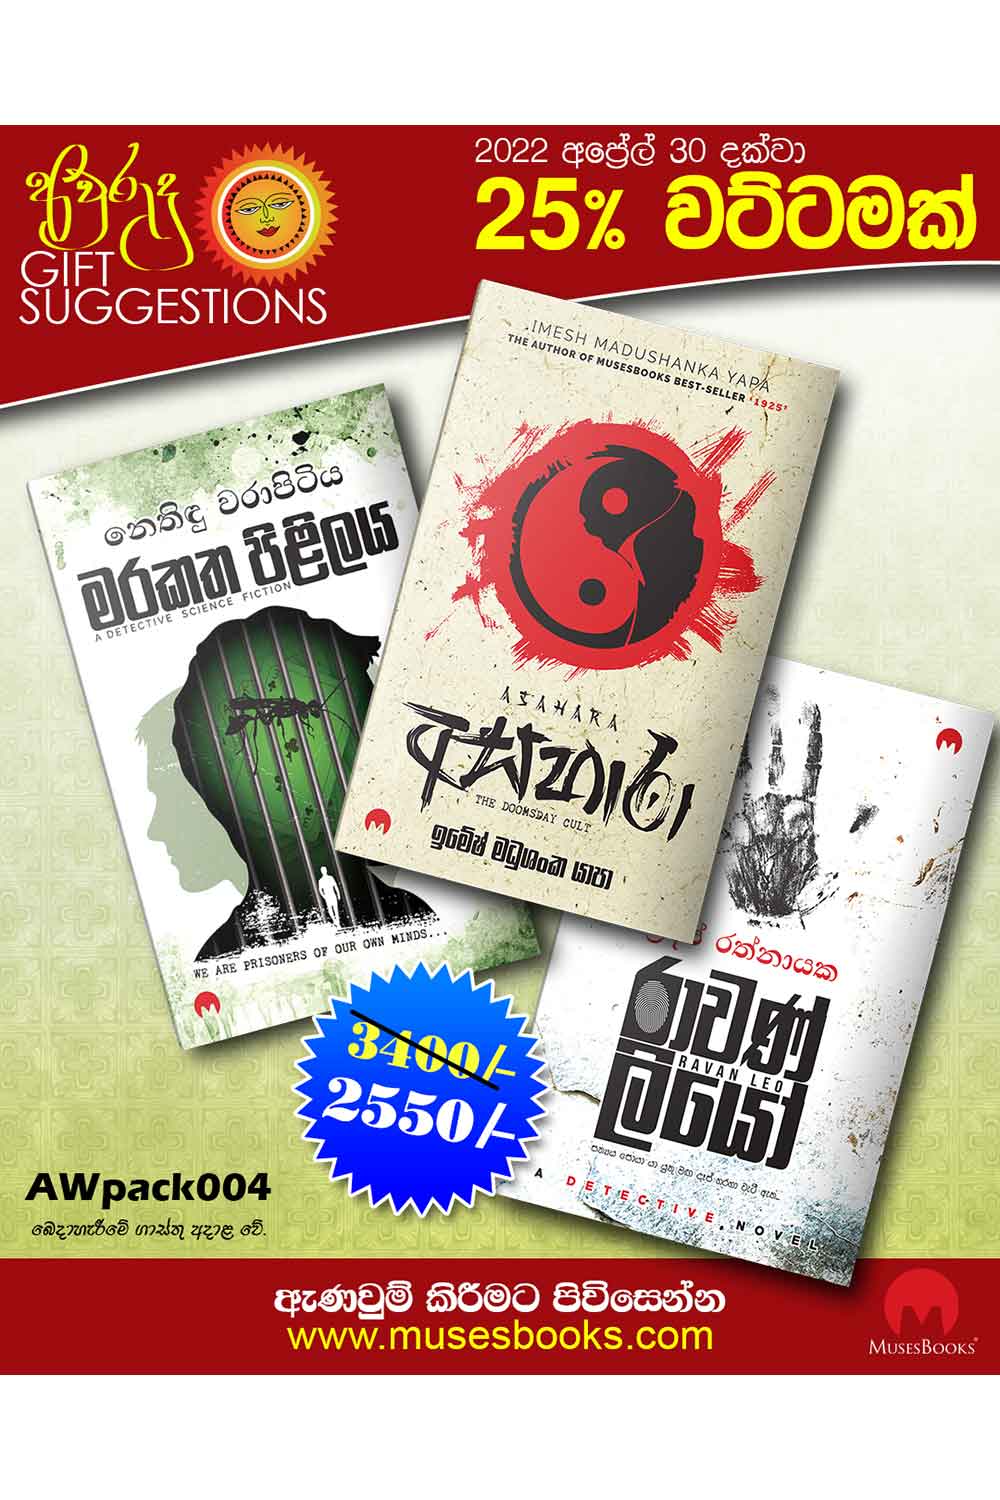 අවුරුදු
GIFT
SUGGESTIONS
2022 අප්‍රේල් 30 දක්වා
25% වට්ටමක්
IMESH MADUSHANKA YAPA
THE AUTHOR OF MUSESBOOKS BEST-SELLER '1925'
ASAHARA
අසහාරා
THE DOOMSDAY CULT
ඉමේෂ් මධුශංක යාපා
නෙතිඳු වරාපිටිය
මරකත පිළිලය
A DETECTIVE SCIENCE FICTION
WE ARE PRISONERS OF OUR OWN MINDS...
රත්නායක
රාවණ්
RAVAN LEO
ලියෝ
A DETECTIVE NOVEL
3400/-
2550/-
AWpack004
බෙදාහැරීමේ ගාස්තු අදාළ වේ.
ඇණවුම් කිරීමට පිවිසෙන්න
www.musesbooks.com
MUSESBOOKS